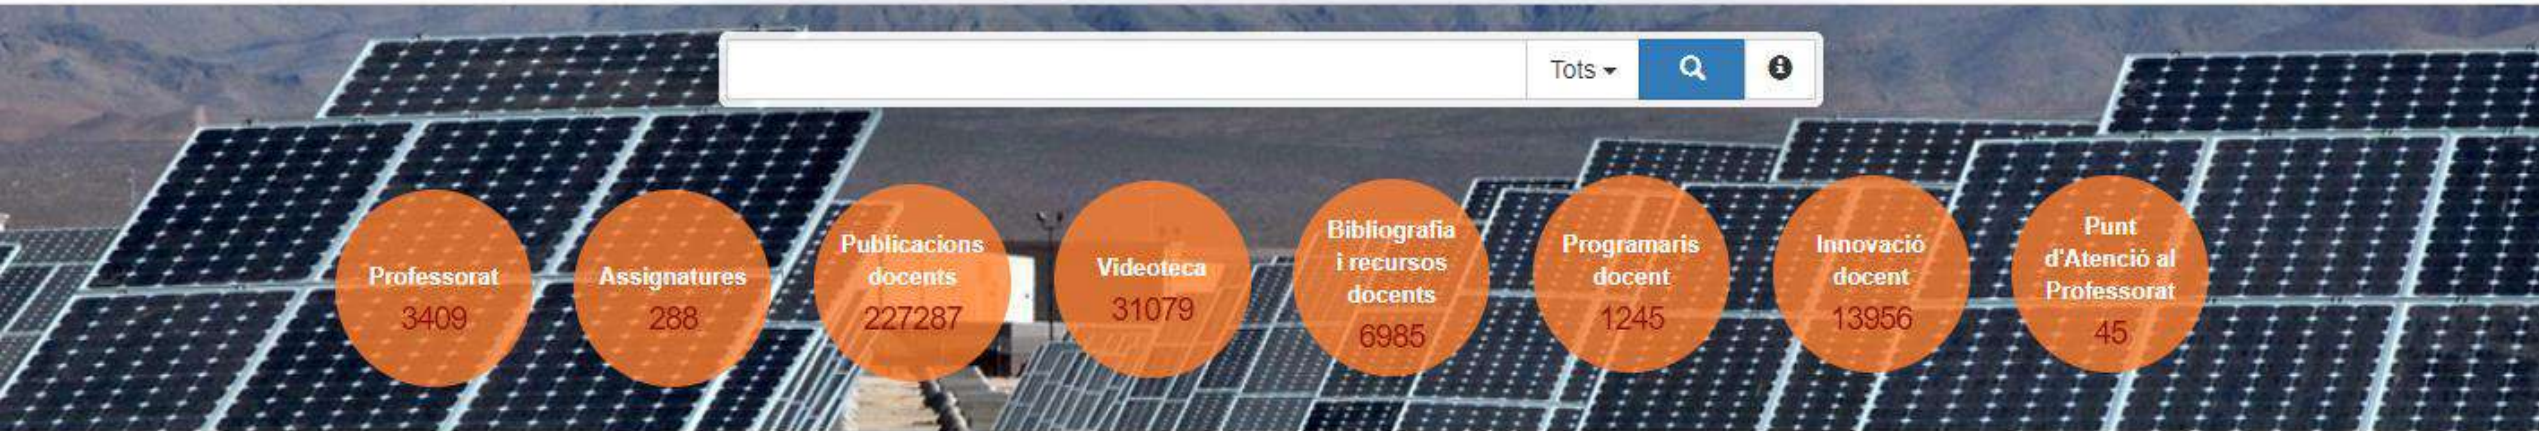 Tots
Professorat
3409
Assignatures
288
Publicacions
docents
227287
Videoteca
31079
Bibliografia
i recursos
docents
6985
Programaris
docent
1245
Innovació
docent
13956
Punt
d'Atenció al
Professorat
45